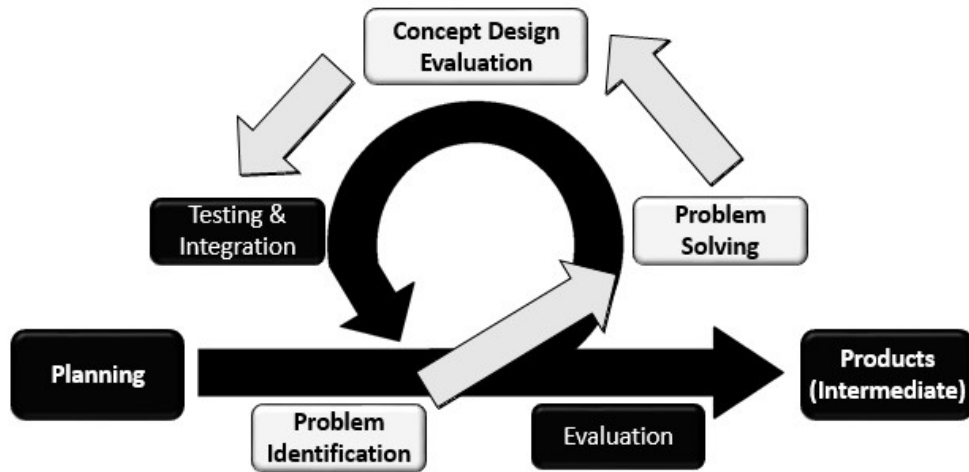 Concept Design
Evaluation
Testing &
Integration
Problem
Solving
Planning
Products
(Intermediate)
Problem
Identification
Evaluation